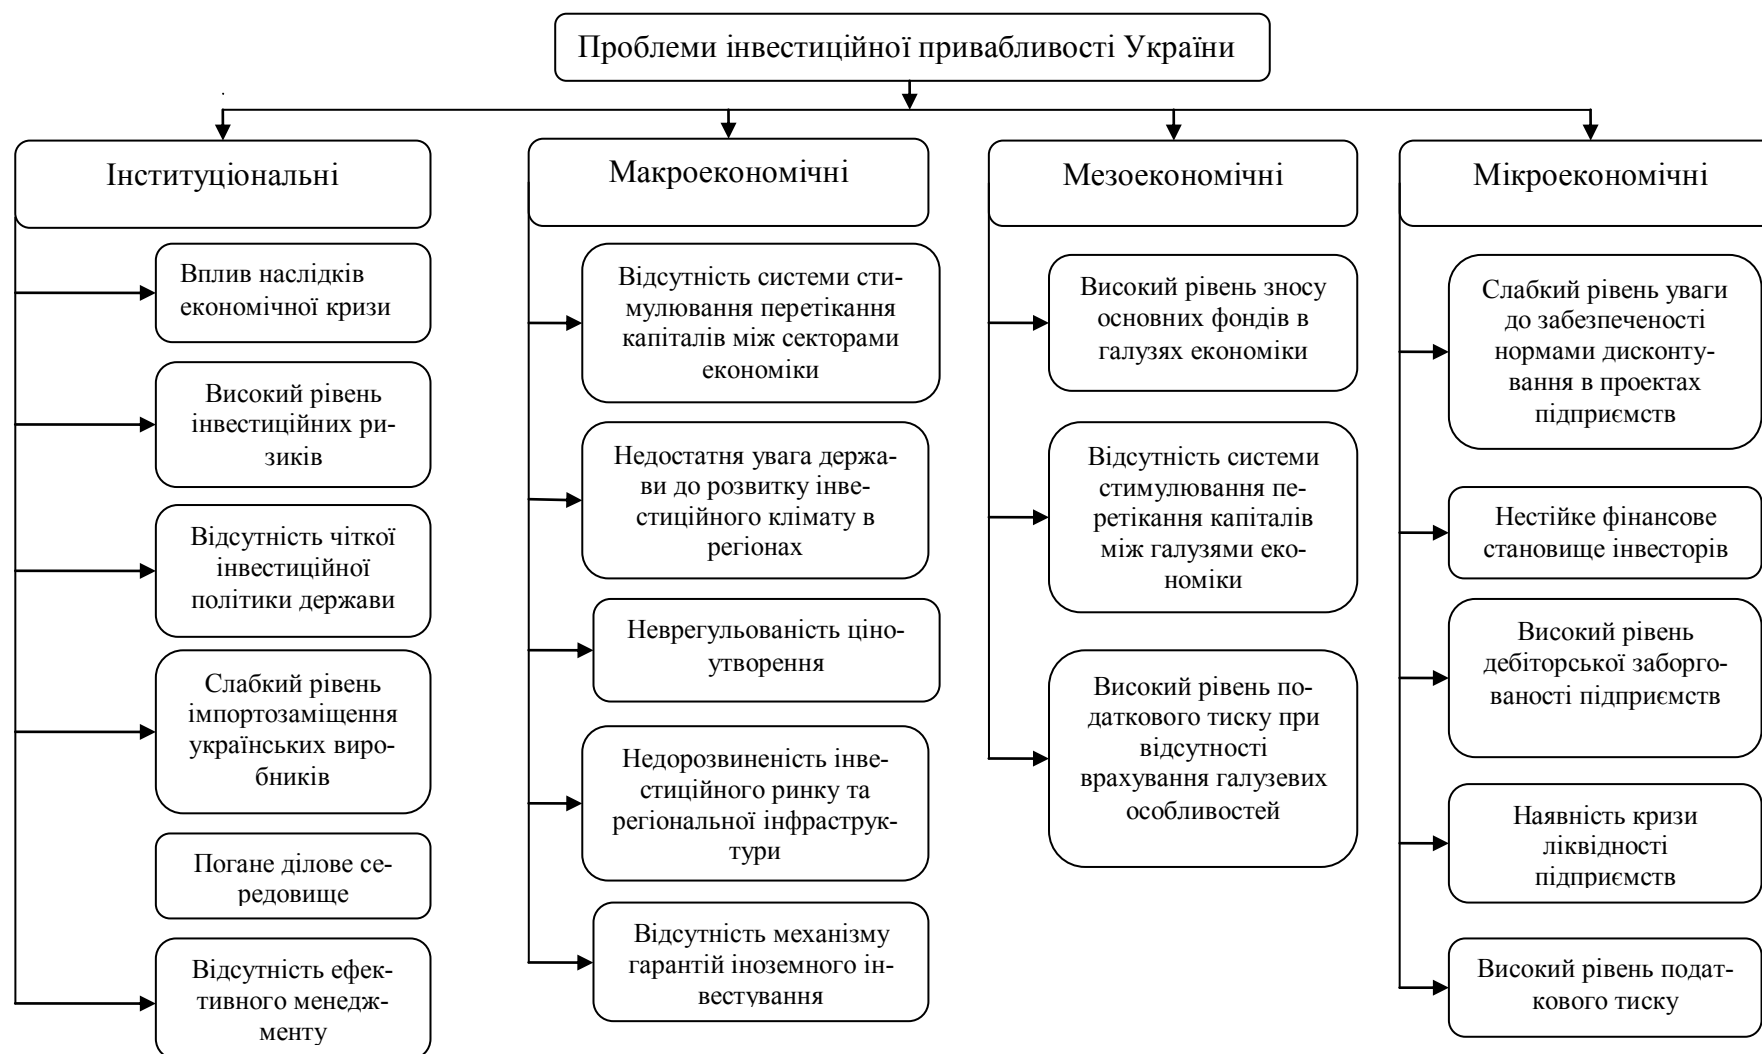 Проблеми інвестиційної привабливості України
Інституціональні
Вплив наслідків
економічної кризи
Високий рівень
інвестиційних ри-
зиків
Відсутність чіткої
інвестиційної
політики держави
Слабкий рівень
імпортозаміщення
українських виро-
бників
Погане ділове се-
редовище
Відсутність ефек-
тивного менедж-
менту
Макроекономічні
Відсутність системи сти-
мулювання перетікання
капіталів між секторами
економіки
Недостатня увага держа-
ви до розвитку інве-
стиційного клімату в
регіонах
Неврегульованість ціно-
утворення
Недорозвиненість інве-
стиційного ринку та
регіональної інфраструк-
тури
Відсутність механізму
гарантій іноземного ін-
вестування
Мезоекономічні
Високий рівень зносу
основних фондів в
галузях економіки
Відсутність системи
стимулювання пе-
ретікання капіталів
між галузями еко-
номіки
Високий рівень по-
даткового тиску при
відсутності
врахування галузевих
особливостей
Мікроекономічні
Слабкий рівень уваги
до забезпеченості
нормами дисконту-
вання в проектах
підприємств
Нестійке фінансове
становище інвесторів
Високий рівень
дебіторської заборго-
ваності підприємств
Наявність кризи
ліквідності
підприємств
Високий рівень подат-
кового тиску